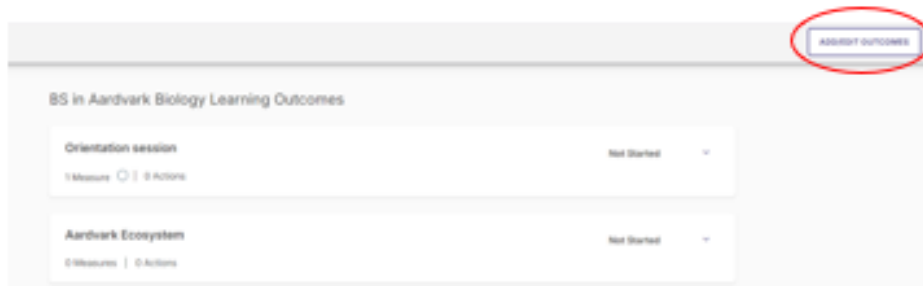 ADD/EDIT OUTCOMES
BS in Aardvark Biology Learning Outcomes
Orientation session
Not Started
1 Measure | 0 Actions
Aardvark Ecosystem
Not Started
0 Measures | 0 Actions